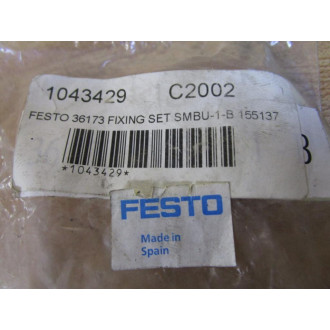 1043429 C2002
FESTO 36173 FIXING SET SMBU-1-B 155137
*1043429*
B
FESTO
Made in
Spain